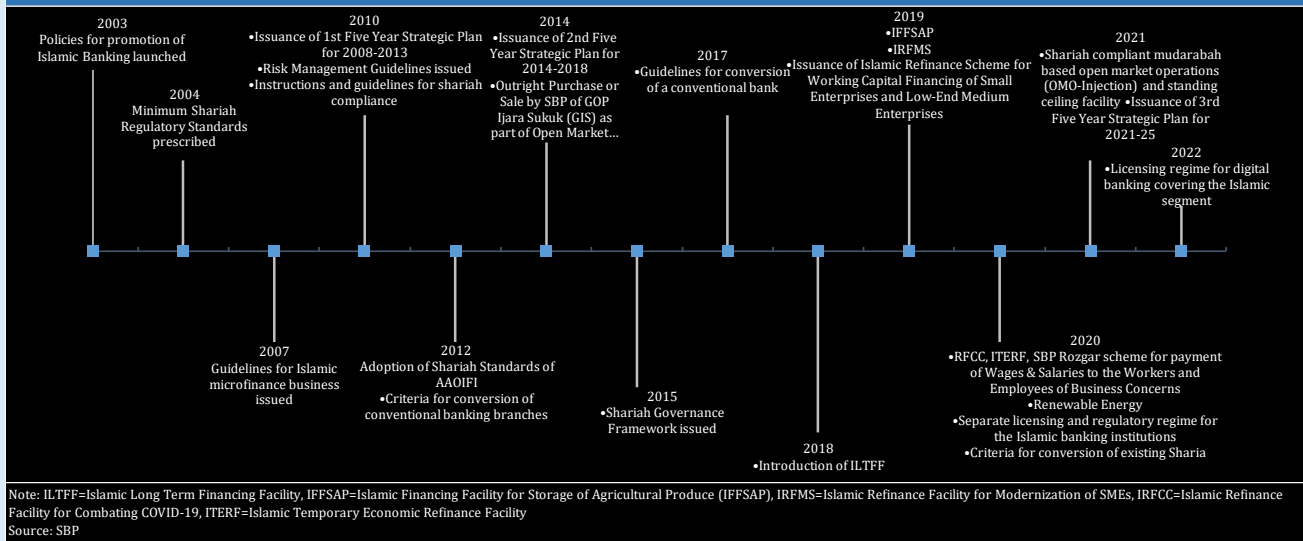 2003
Policies for promotion of
Islamic Banking launched
2004
Minimum Shariah
Regulatory Standards
prescribed
2007
Guidelines for Islamic
microfinance business
issued
2010
•Issuance of 1st Five Year Strategic Plan
for 2008-2013
•Risk Management Guidelines issued
•Instructions and guidelines for shariah
compliance
2012
Adoption of Shariah Standards of
AAOIFI
•Criteria for conversion of
conventional banking branches
2014
•Issuance of 2nd Five
Year Strategic Plan for
2014-2018
•Outright Purchase or
Sale by SBP of GOP
Ijara Sukuk (GIS) as
part of Open Market...
2015
•Shariah Governance
Framework issued
2017
•Guidelines for conversion
of a conventional bank
2018
•Introduction of ILTFF
2019
•IFFSAP
•IRFMS
•Issuance of Islamic Refinance Scheme for
Working Capital Financing of Small
Enterprises and Low-End Medium
Enterprises
2020
•RFCC, ITERF, SBP Rozgar scheme for payment
of Wages & Salaries to the Workers and
Employees of Business Concerns
•Renewable Energy
•Separate licensing and regulatory regime for
the Islamic banking institutions
•Criteria for conversion of existing Sharia
2021
•Shariah compliant mudarabah
based open market operations
(OMO-Injection) and standing
ceiling facility •Issuance of 3rd
Five Year Strategic Plan for
2021-25
2022
•Licensing regime for digital
banking covering the Islamic
segment
Note: ILTFF=Islamic Long Term Financing Facility, IFFSAP=Islamic Financing Facility for Storage of Agricultural Produce (IFFSAP), IRFMS=Islamic Refinance Facility for Modernization of SMEs, IRFCC=Islamic Refinance
Facility for Combating COVID-19, ITERF=Islamic Temporary Economic Refinance Facility
Source: SBP